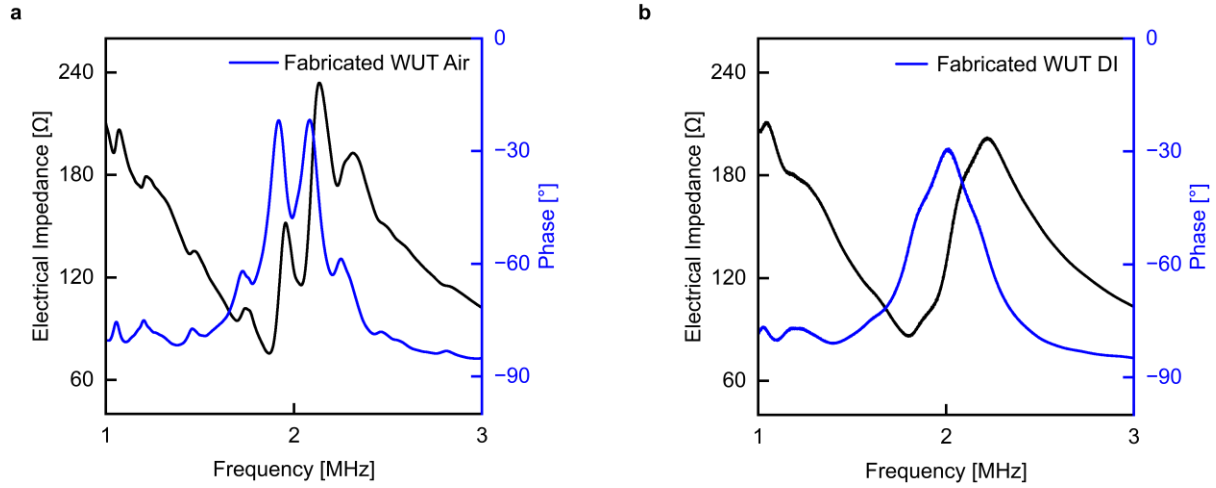 a
Fabricated WUT Air
Electrical Impedance [Ω]
240
180
120
60
0
−30
−60
−90
Phase [°]
1
2
3
Frequency [MHz]
b
Fabricated WUT DI
Electrical Impedance [Ω]
240
180
120
60
0
−30
−60
−90
Phase [°]
1
2
3
Frequency [MHz]